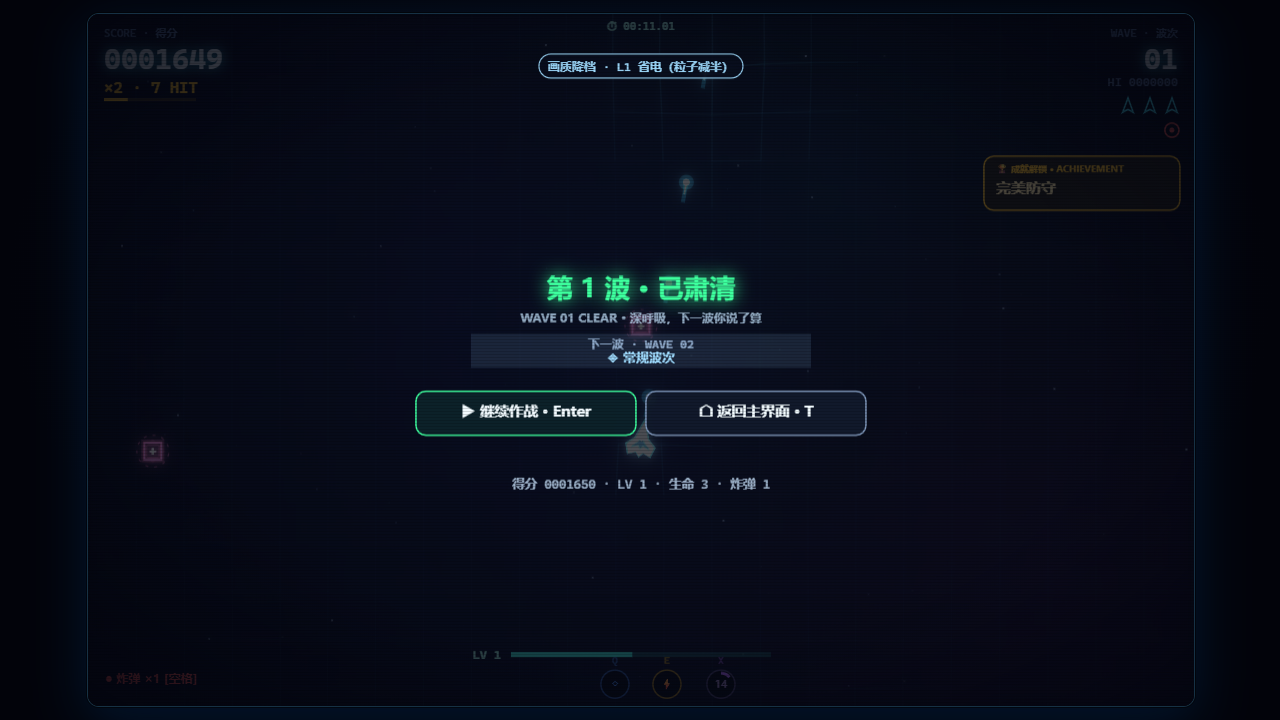 SCORE · 得分
0001649
×2 · 7 HIT
00:11.01
画质降档 · L1 省电 (粒子减半)
WAVE · 波次
01
HI 0000000
成就解锁 • ACHIEVEMENT
完美防守
第 1 波 • 已肃清
WAVE 01 CLEAR • 深呼吸，下一波你说了算
下一波 · WAVE 02
◆ 常规波次
▶ 继续作战 • Enter
返回主界面 • T
得分 0001650 · LV 1 · 生命 3 · 炸弹 1
LV 1
Q E X
14
炸弹 ×1 [空格]